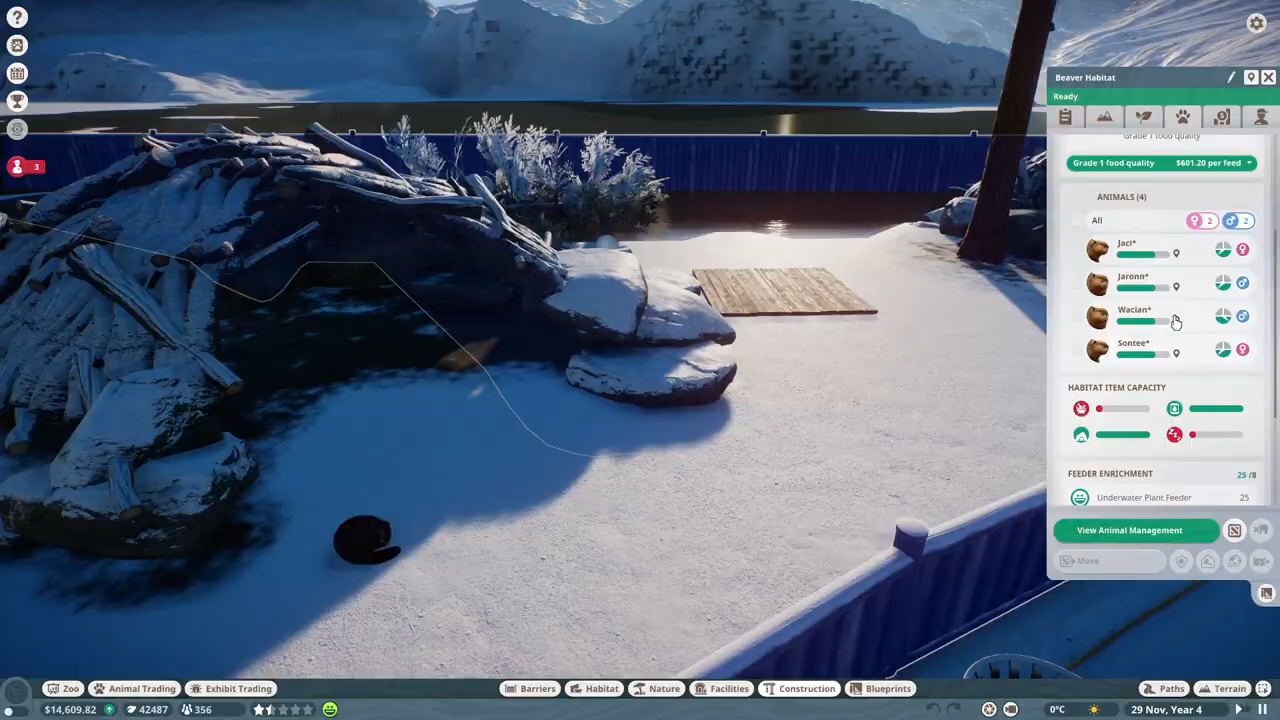 ?
Beaver Habitat
Ready
3
Grade 1 food quality
Grade 1 food quality $601.20 per feed
ANIMALS (4)
All 2 2
Jaci*
Jaronn*
Wacian*
Sontee*
HABITAT ITEM CAPACITY
FEEDER ENRICHMENT 25 /8
Underwater Plant Feeder 25
View Animal Management
Move
Zoo Animal Trading Exhibit Trading Barriers Habitat Nature Facilities Construction Blueprints Paths Terrain
$14,609.82 42487 356 0°C 29 Nov, Year 4